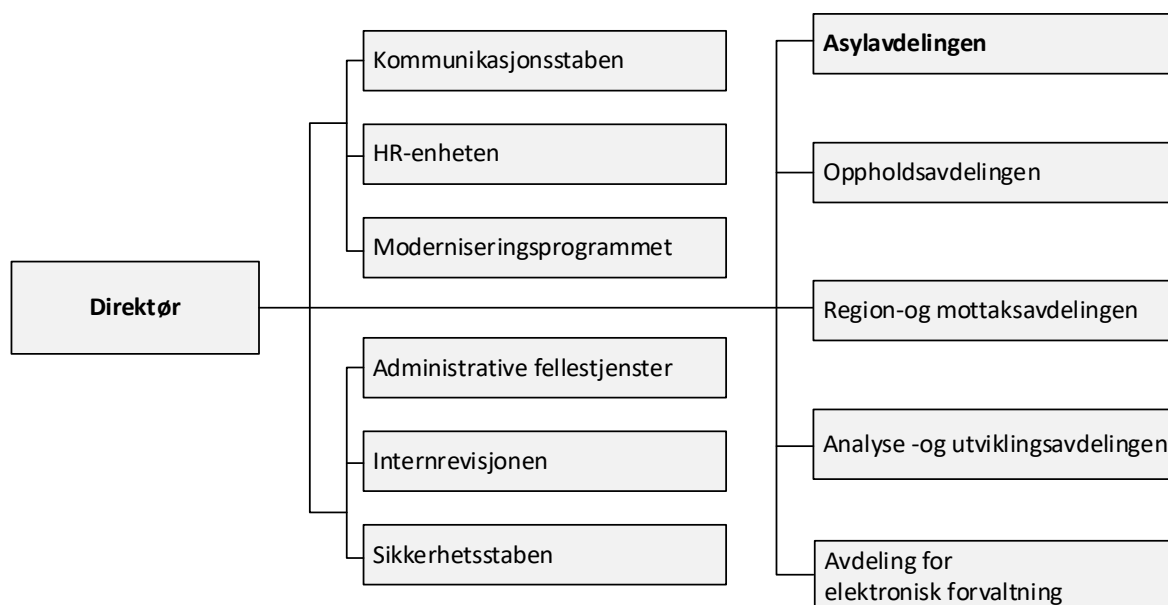 Direktør
Kommunikasjonsstaben
HR-enheten
Moderniseringsprogrammet
Administrative fellestjenster
Internrevisjonen
Sikkerhetsstaben
Asylavdelingen
Oppholdsavdelingen
Region-og mottaksavdelingen
Analyse -og utviklingsavdelingen
Avdeling for
elektronisk forvaltning